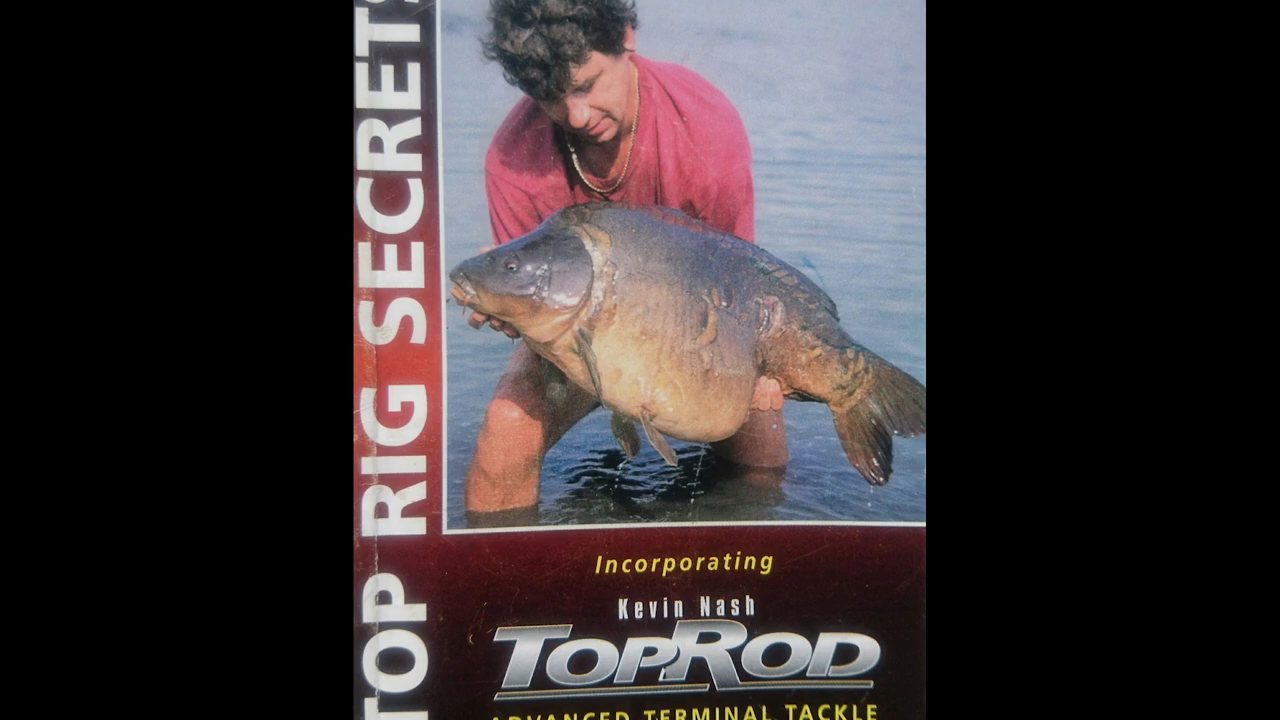 TOP RIG SECRETS
Incorporating
Kevin Nash
TOPROD
ADVANCED TERMINAL TACKLE